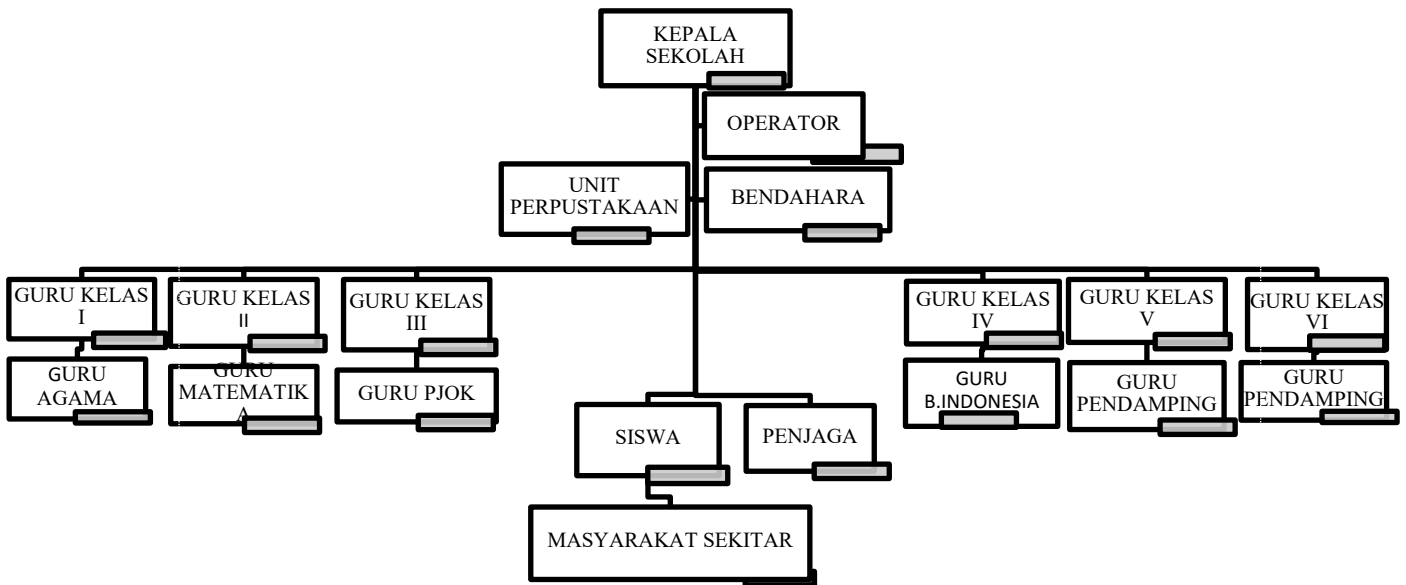 KEPALA
SEKOLAH
OPERATOR
UNIT
PERPUSTAKAAN
BENDAHARA
GURU KELAS
I
GURU KELAS
II
GURU KELAS
III
GURU KELAS
IV
GURU KELAS
V
GURU KELAS
VI
GURU
AGAMA
GURU
MATEMATIK
A
GURU PJOK
GURU
B.INDONESIA
GURU
PENDAMPING
GURU
PENDAMPING
SISWA
PENJAGA
MASYARAKAT SEKITAR